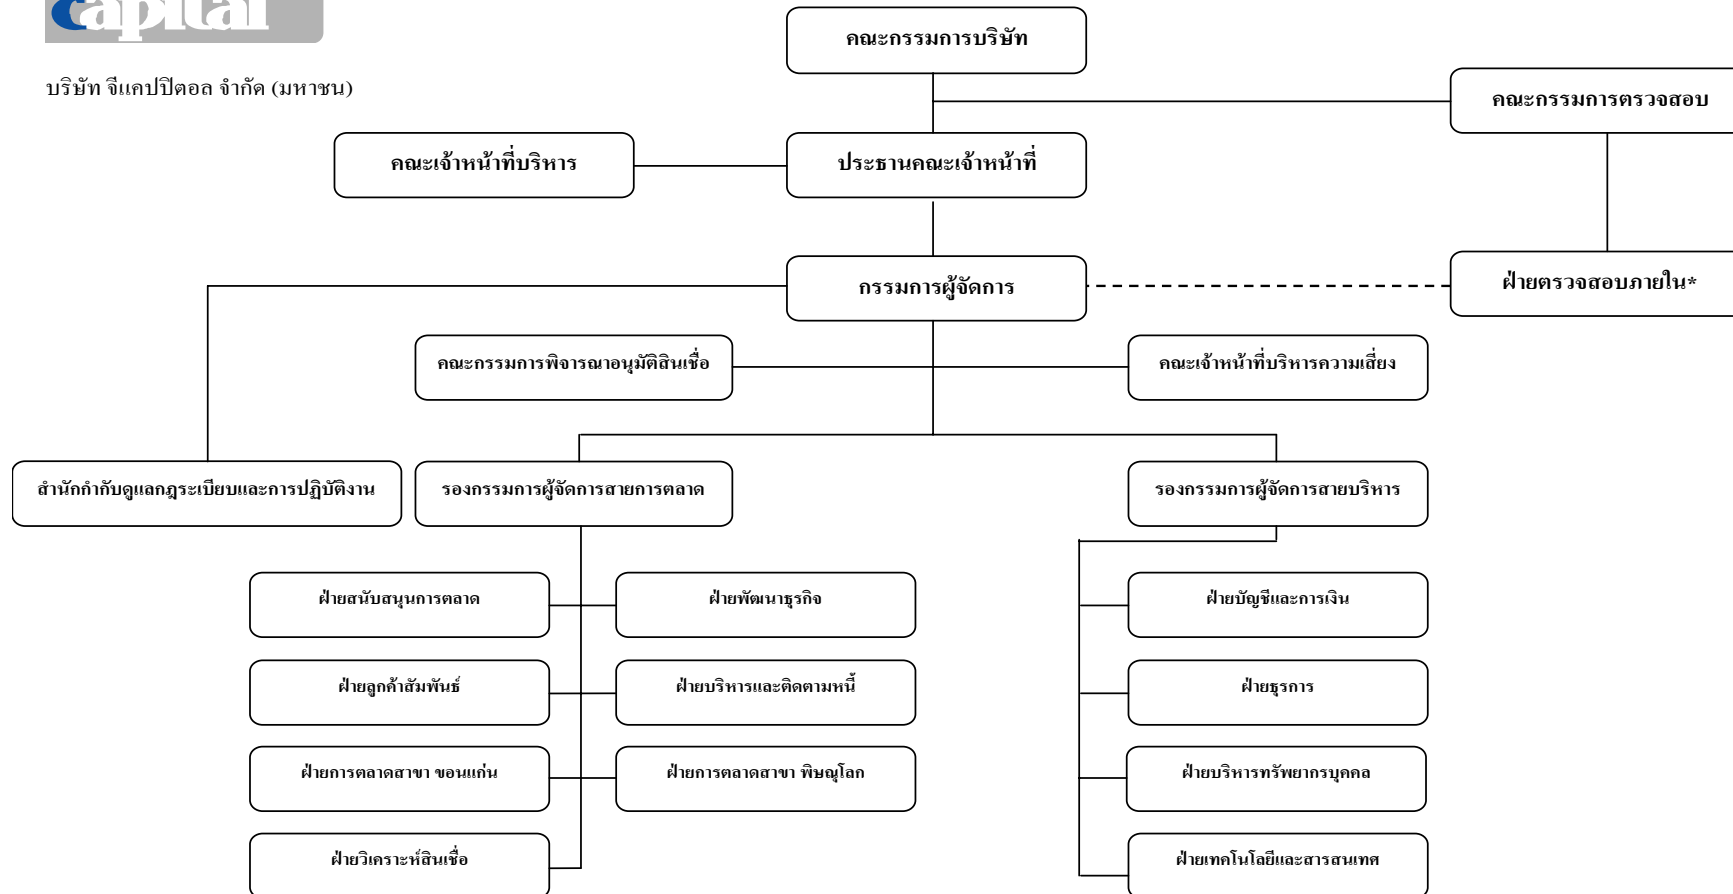 capital
คณะกรรมการบริษัท
บริษัท จีแคปปิตอล จำกัด (มหาชน)
คณะกรรมการตรวจสอบ
คณะเจ้าหน้าที่บริหาร
ประธานคณะเจ้าหน้าที่
กรรมการผู้จัดการ
ฝ่ายตรวจสอบภายใน*
คณะกรรมการพิจารณาอนุมัติสินเชื่อ
คณะเจ้าหน้าที่บริหารความเสี่ยง
สำนักกำกับดูแลกฎระเบียบและการปฏิบัติงาน
รองกรรมการผู้จัดการสายการตลาด
รองกรรมการผู้จัดการสายบริหาร
ฝ่ายสนับสนุนการตลาด
ฝ่ายพัฒนาธุรกิจ
ฝ่ายบัญชีและการเงิน
ฝ่ายลูกค้าสัมพันธ์
ฝ่ายบริหารและติดตามหนี้
ฝ่ายธุรการ
ฝ่ายการตลาดสาขา ขอนแก่น
ฝ่ายการตลาดสาขา พิษณุโลก
ฝ่ายบริหารทรัพยากรบุคคล
ฝ่ายวิเคราะห์สินเชื่อ
ฝ่ายเทคโนโลยีและสารสนเทศ